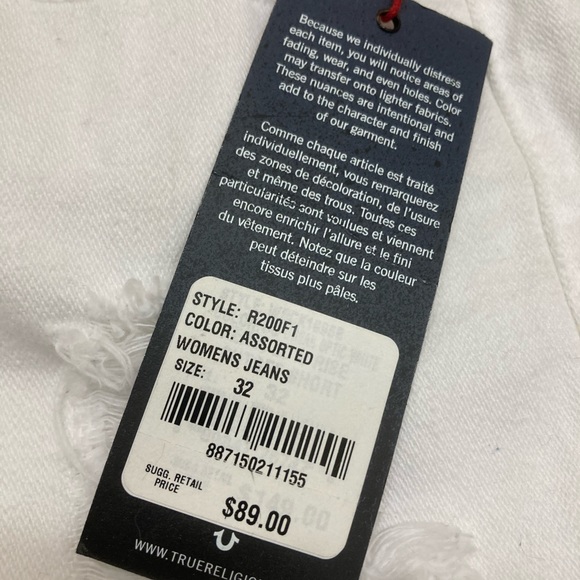 Because we individually distress
each item, you will notice areas of
fading, wear, and even holes. Color
may transfer onto lighter fabrics.
These nuances are intentional and
add to the character and finish
of our garment.
Comme chaque article est traité
individuellement, vous remarquerez
des zones de décoloration, de l'usure
et même des trous. Toutes ces
particularités sont voulues et viennent
encore enrichir l'allure et le fini
du vêtement. Notez que la couleur
peut déteindre sur les
tissus plus pâles.
STYLE: R200F1
COLOR: ASSORTED
WOMENS JEANS
SIZE: 32
887150211155
SUGG. RETAIL
PRICE
$89.00
WWW.TRUERELIGIO